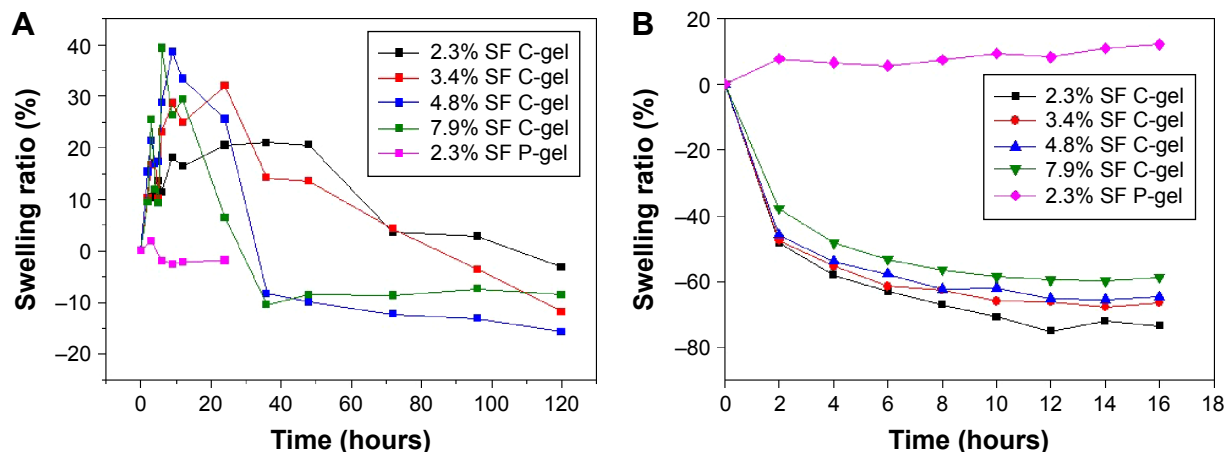 A
Swelling ratio (%)
40
30
20
10
0
–10
–20
2.3% SF C-gel
3.4% SF C-gel
4.8% SF C-gel
7.9% SF C-gel
2.3% SF P-gel
0 20 40 60 80 100 120
Time (hours)
B
Swelling ratio (%)
20
0
–20
–40
–60
–80
2.3% SF C-gel
3.4% SF C-gel
4.8% SF C-gel
7.9% SF C-gel
2.3% SF P-gel
0 2 4 6 8 10 12 14 16 18
Time (hours)